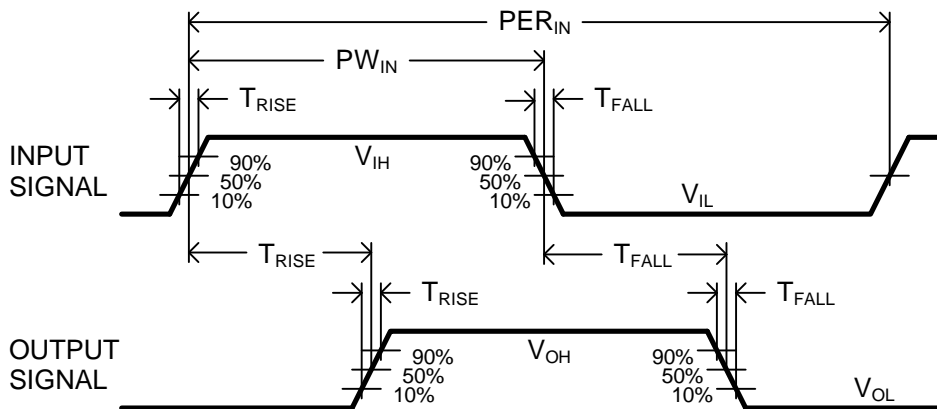 PER_IN
PW_IN
T_RISE
T_FALL
INPUT
SIGNAL
V_IH
90%
50%
10%
90%
50%
10%
V_IL
T_RISE
T_FALL
T_RISE
T_FALL
OUTPUT
SIGNAL
V_OH
90%
50%
10%
90%
50%
10%
V_OL